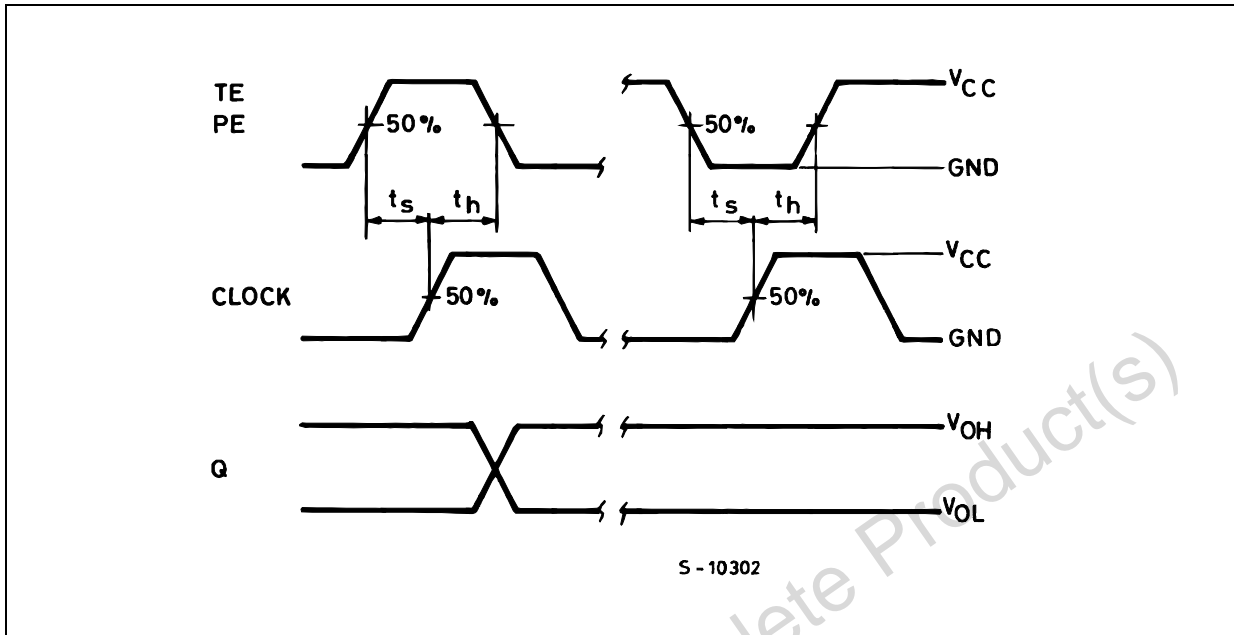 TE
PE
50%
50%
VCC
GND
ts
th
ts
th
CLOCK
50%
50%
VCC
GND
Q
VOH
VOL
S-10302
lete Product(s)